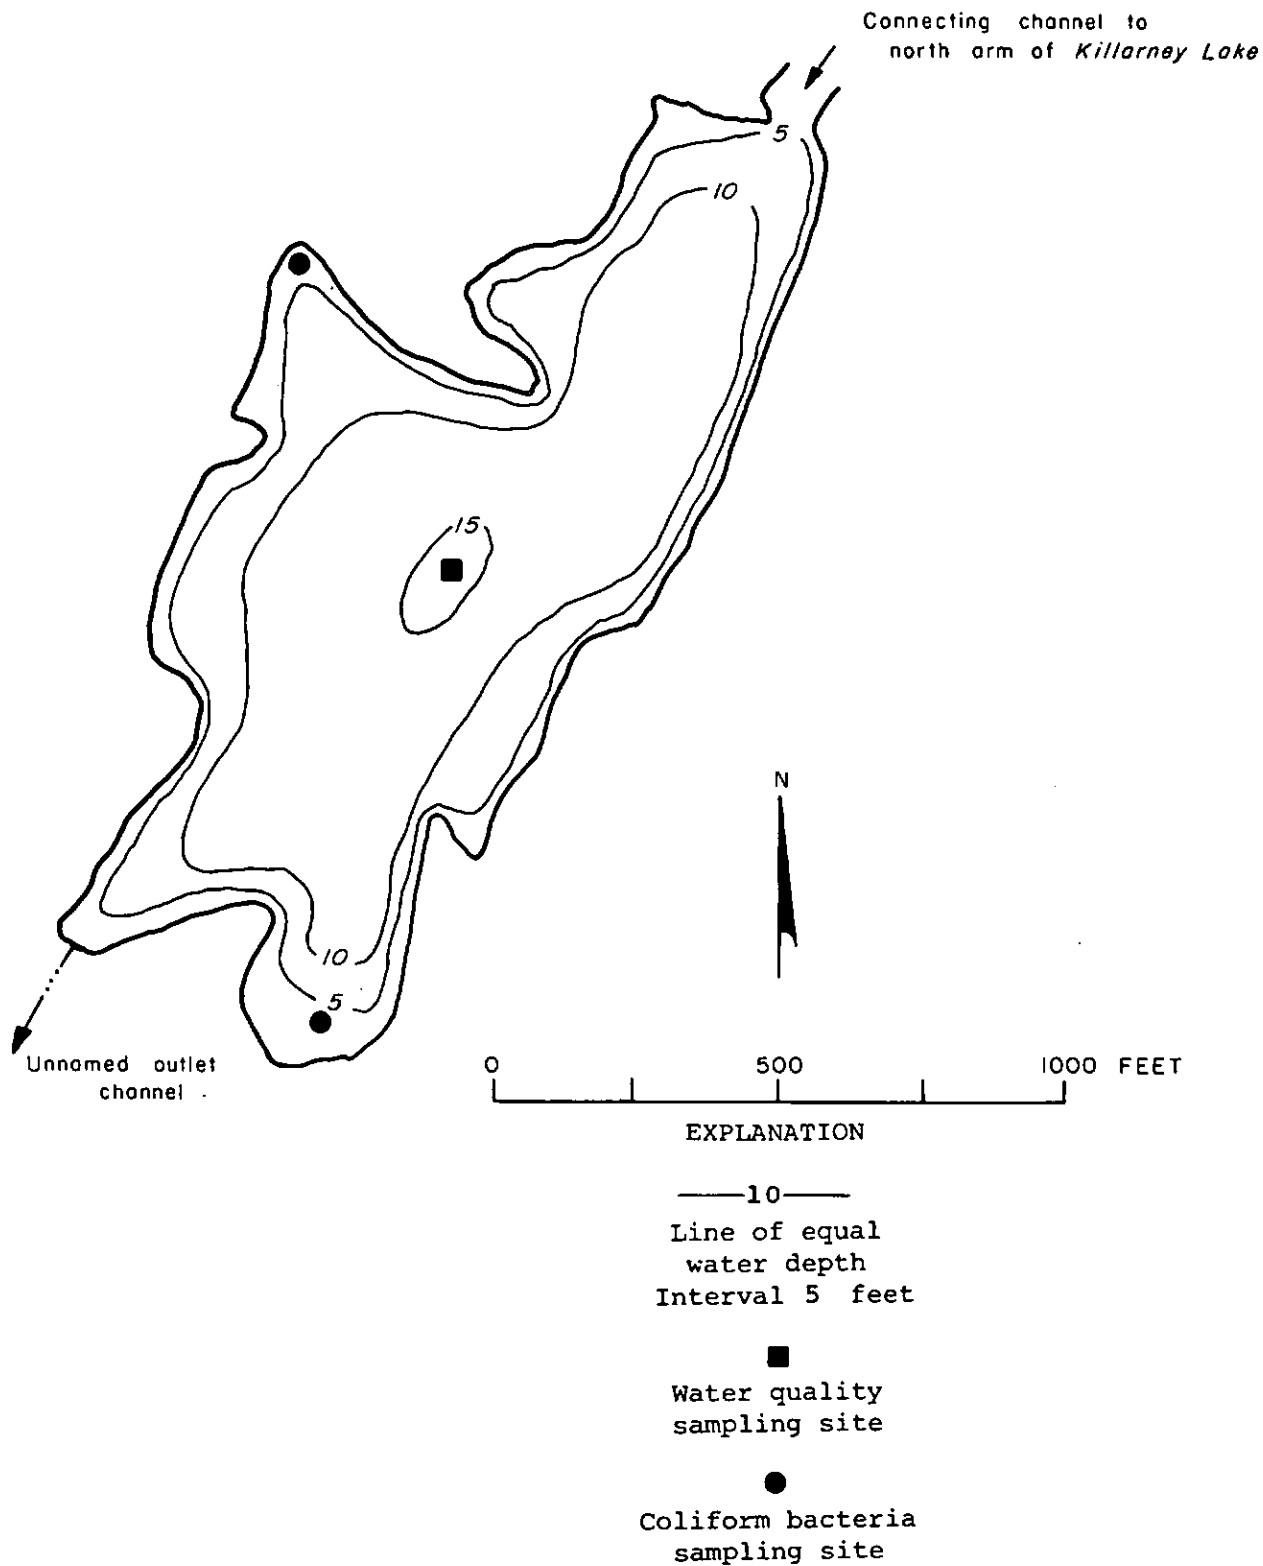 Connecting channel to
north arm of Killarney Lake
5
10
15
N
10
5
Unnamed outlet
channel
0 500 1000 FEET
EXPLANATION
10
Line of equal
water depth
Interval 5 feet
Water quality
sampling site
Coliform bacteria
sampling site